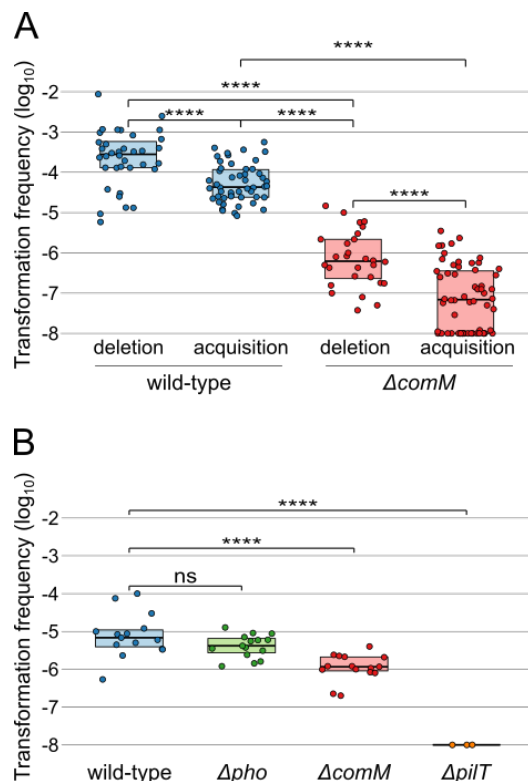 A
Transformation frequency (log10)
****
****
**** ****
****
-2
-3
-4
-5
-6
-7
-8
deletion acquisition deletion acquisition
wild-type ΔcomM
B
Transformation frequency (log10)
****
****
ns
-2
-3
-4
-5
-6
-7
-8
wild-type Δpho ΔcomM ΔpilT